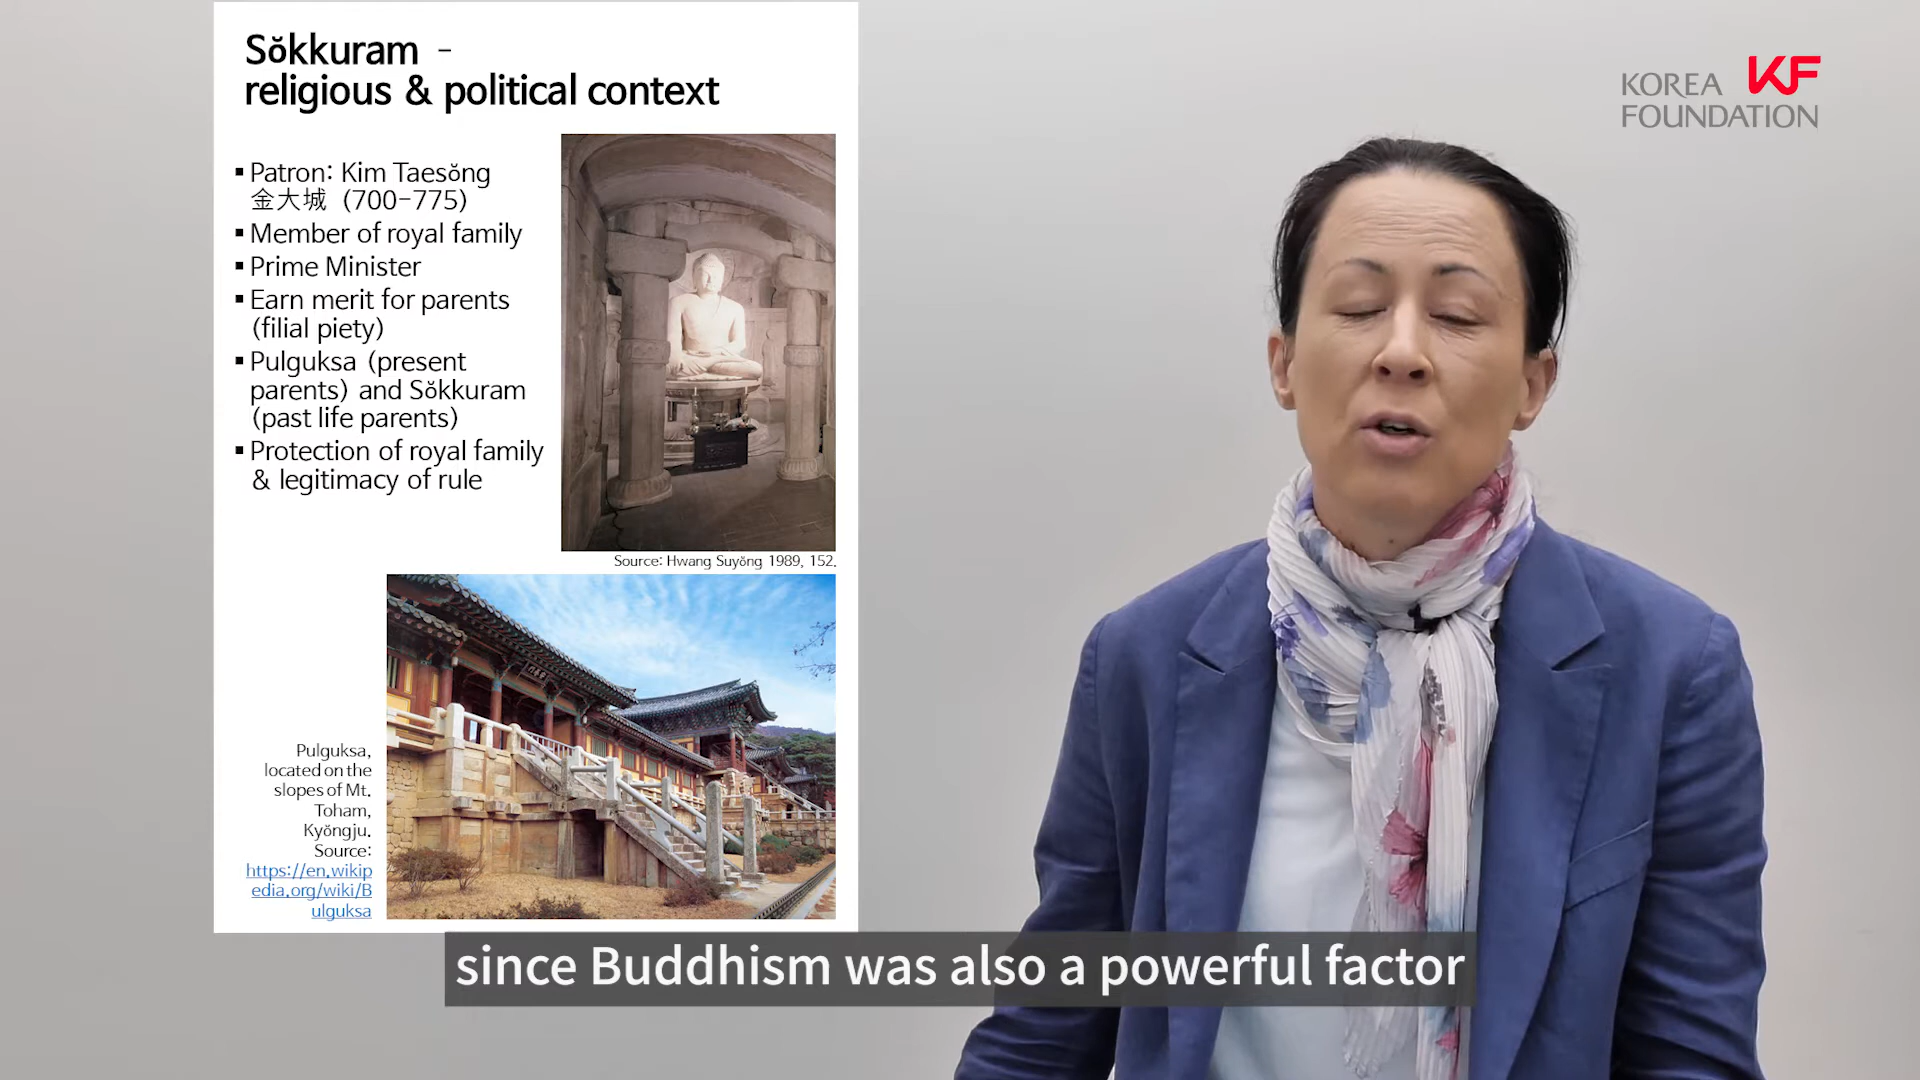 Sŏkkuram –
religious & political context
▪ Patron: Kim Taesŏng
金大城 (700-775)
▪ Member of royal family
▪ Prime Minister
▪ Earn merit for parents
(filial piety)
▪ Pulguksa (present
parents) and Sŏkkuram
(past life parents)
▪ Protection of royal family
& legitimacy of rule
Source: Hwang Suyŏng 1989, 152.
Pulguksa,
located on the
slopes of Mt.
Toham,
Kyŏngju.
Source:
https://en.wikip
edia.org/wiki/B
ulguksa
KOREA KF
FOUNDATION
since Buddhism was also a powerful factor